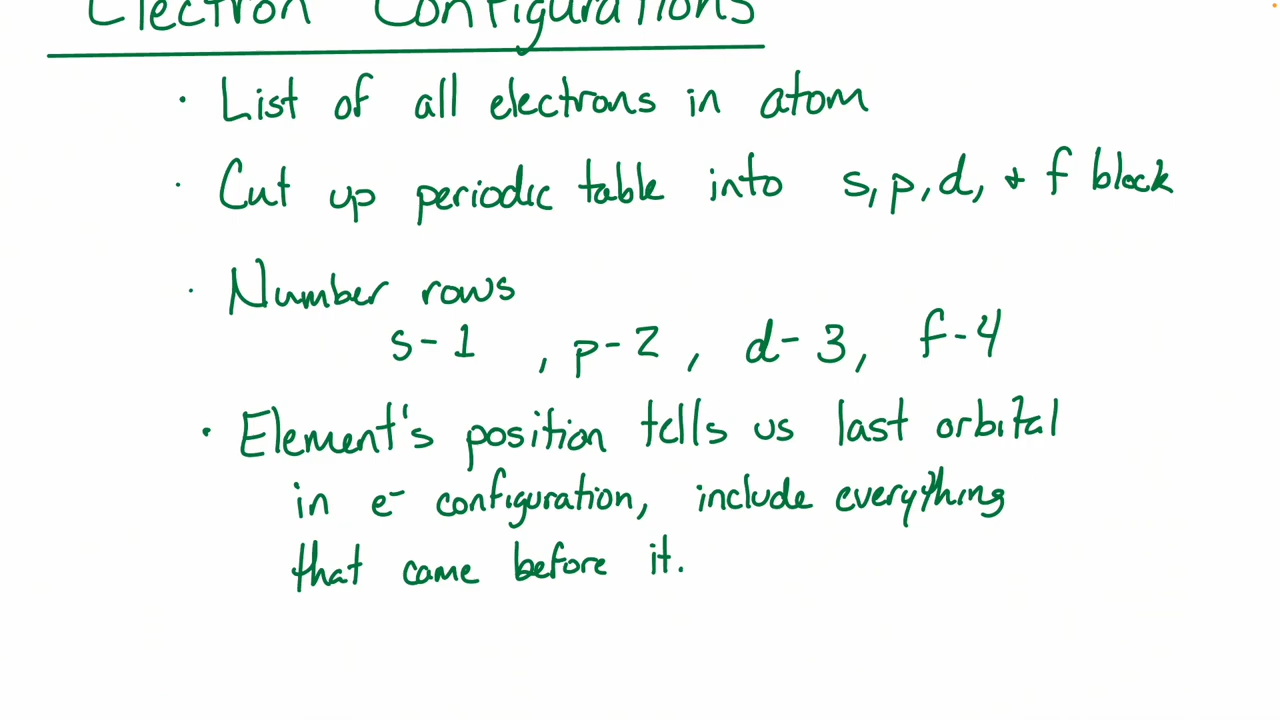 Electron Configurations
· List of all electrons in atom
· Cut up periodic table into s, p, d, + f block
· Number rows
s-1 , p-2 , d-3, f-4
· Element's position tells us last orbital
in e⁻ configuration, include everything
that came before it.